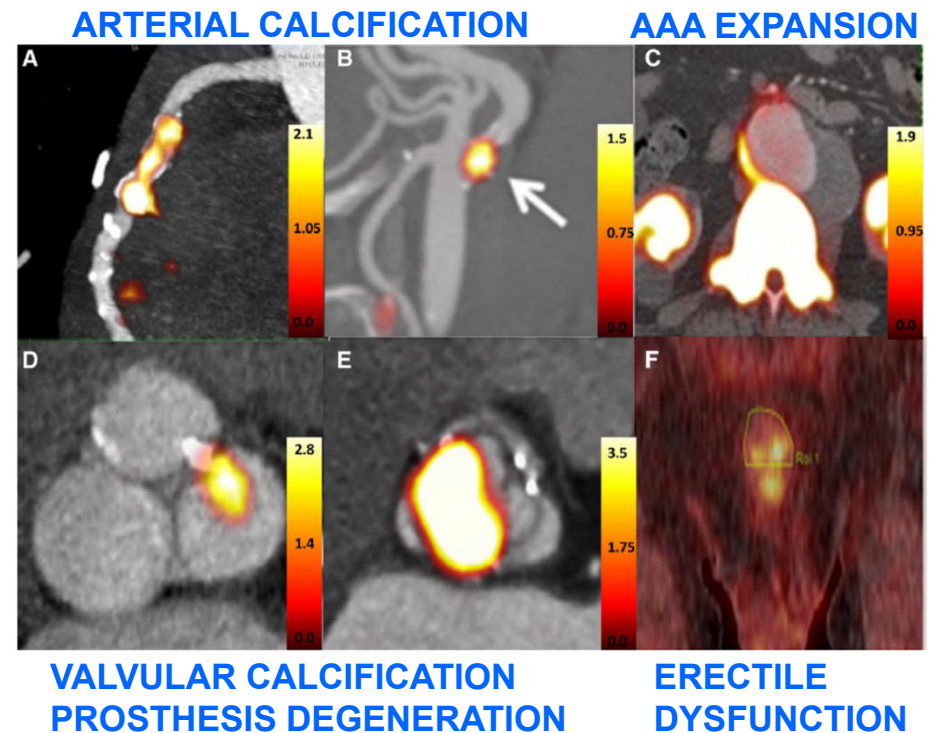 ARTERIAL CALCIFICATION
AAA EXPANSION
A
B
C
2.1
1.05
0.0
1.5
0.75
0.0
1.9
0.95
0.0
D
E
F
2.8
1.4
0.0
3.5
1.75
0.0
Roi 1
VALVULAR CALCIFICATION
PROSTHESIS DEGENERATION
ERECTILE
DYSFUNCTION